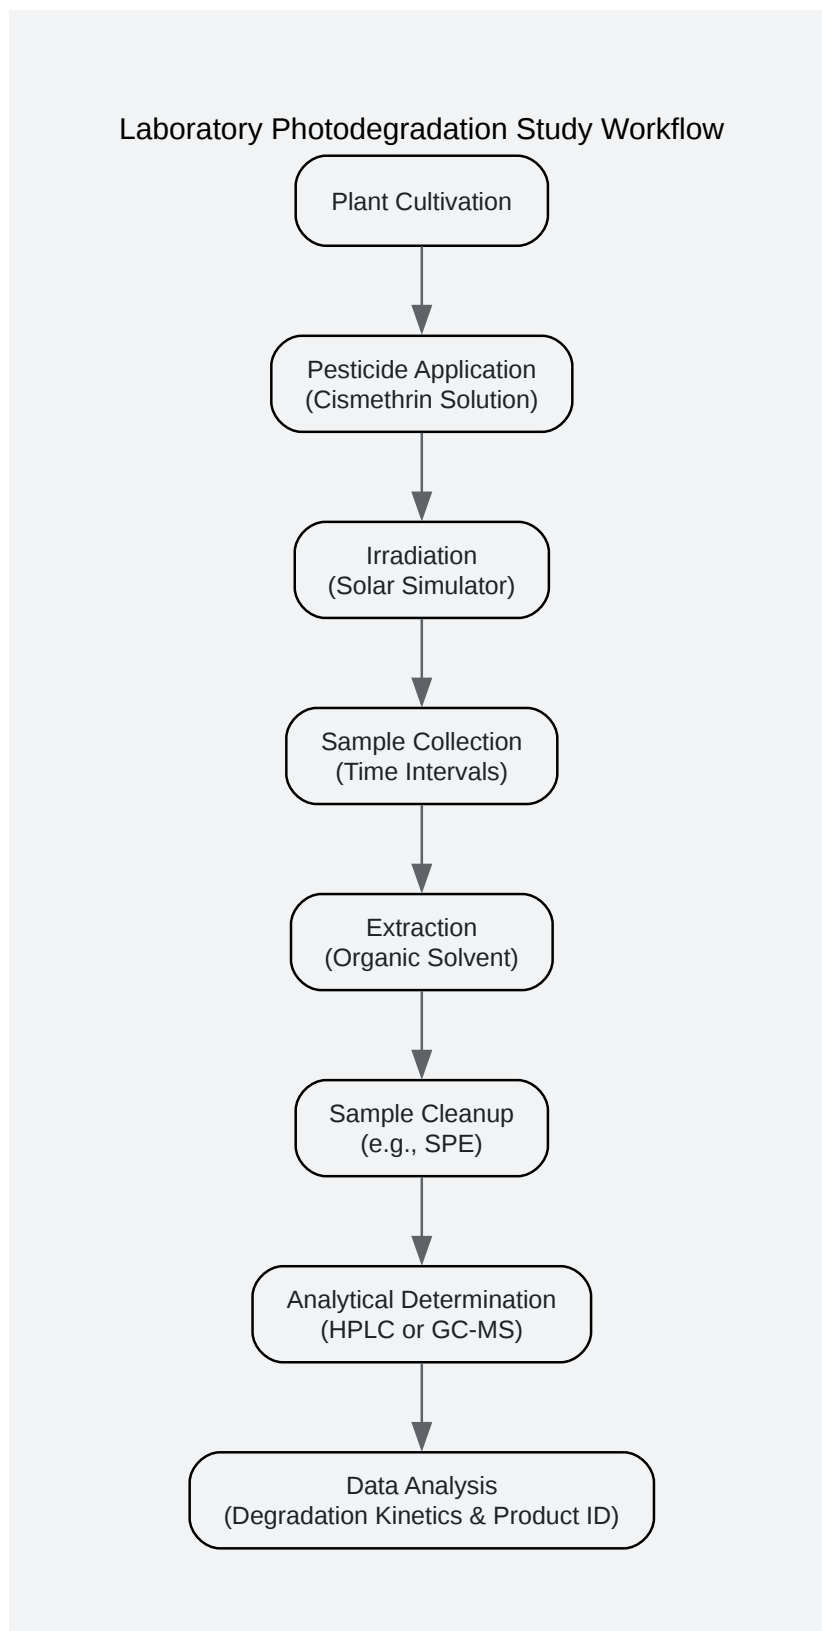 Laboratory Photodegradation Study Workflow
Plant Cultivation
Pesticide Application
(Cismethrin Solution)
Irradiation
(Solar Simulator)
Sample Collection
(Time Intervals)
Extraction
(Organic Solvent)
Sample Cleanup
(e.g., SPE)
Analytical Determination
(HPLC or GC-MS)
Data Analysis
(Degradation Kinetics & Product ID)